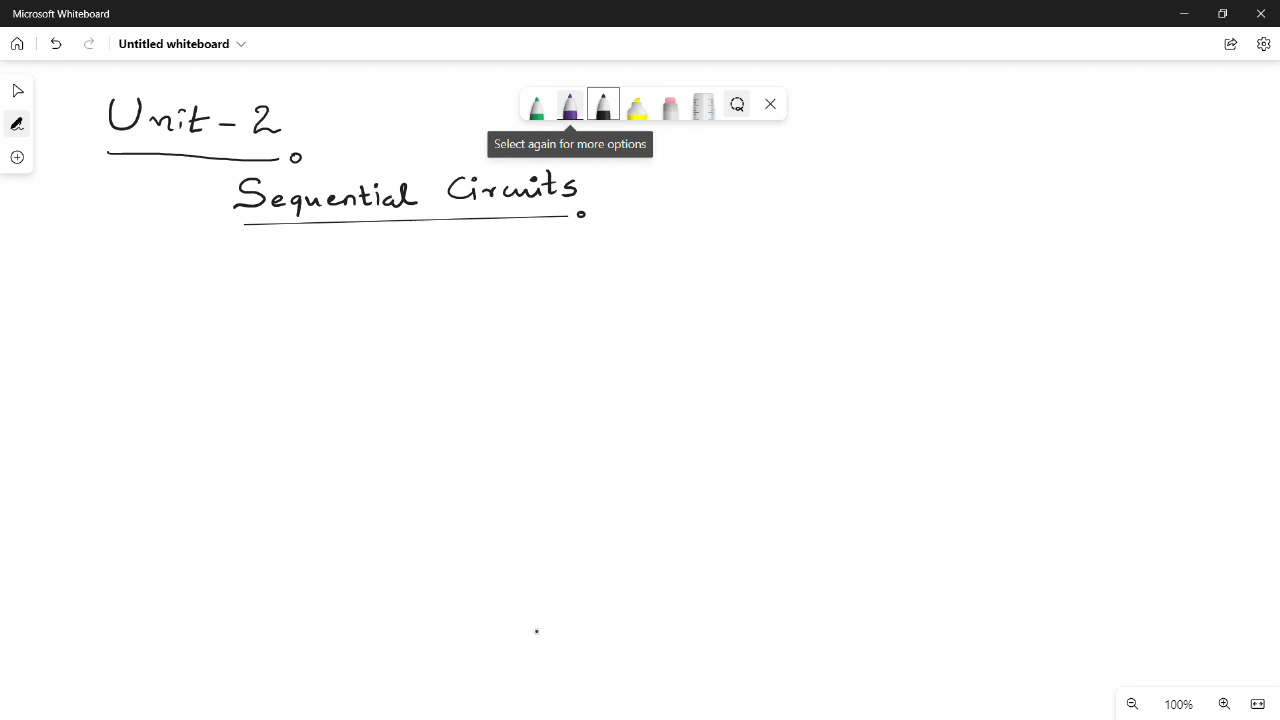 Microsoft Whiteboard
Untitled whiteboard
Unit - 2
Select again for more options
Sequential Circuits
100%